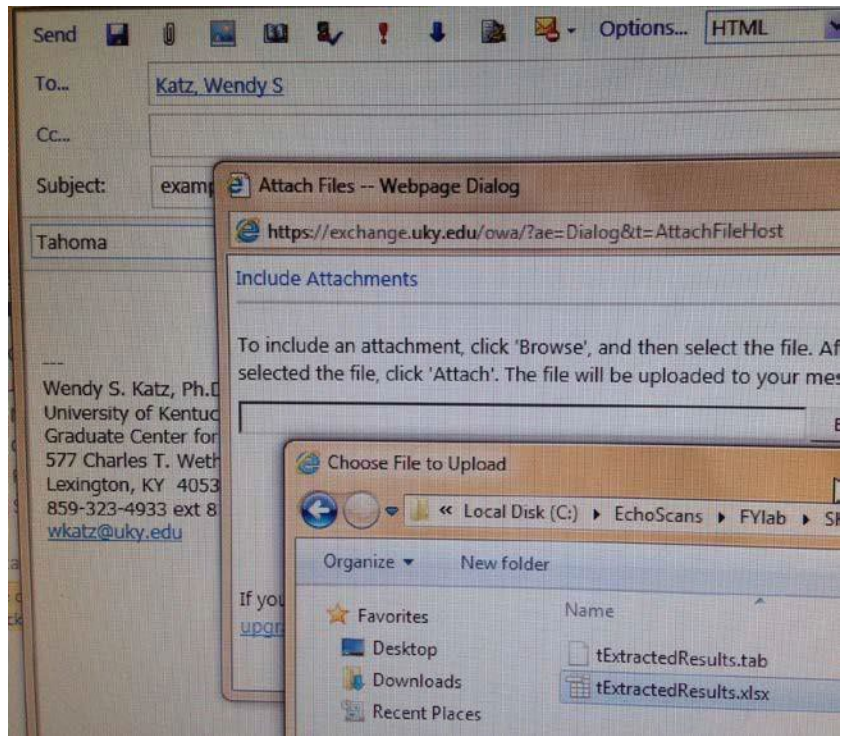 Send Options... HTML
To... Katz, Wendy S
Cc...
Subject: examp
Attach Files -- Webpage Dialog
https://exchange.uky.edu/owa/?ae=Dialog&t=AttachFileHost
Tahoma
Include Attachments
To include an attachment, click 'Browse', and then select the file. Af
selected the file, click 'Attach'. The file will be uploaded to your mes
---
Wendy S. Katz, Ph.D
University of Kentuc
Graduate Center for
577 Charles T. Weth
Lexington, KY 4053
859-323-4933 ext 8
wkatz@uky.edu
Choose File to Upload
« Local Disk (C:) EchoScans FYlab
Organize New folder
If you
upgra
Favorites
Desktop
Downloads
Recent Places
Name
tExtractedResults.tab
tExtractedResults.xlsx